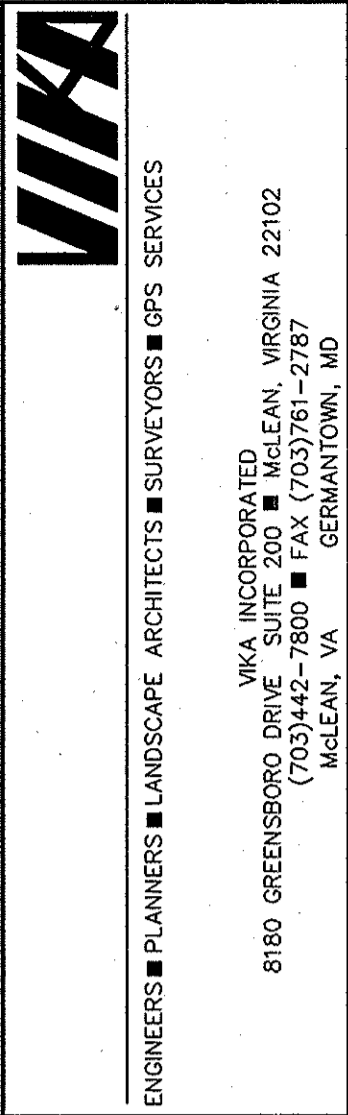 VIKA
ENGINEERS ■ PLANNERS ■ LANDSCAPE ARCHITECTS ■ SURVEYORS ■ GPS SERVICES
VIKA INCORPORATED
8180 GREENSBORO DRIVE SUITE 200 ■ McLEAN, VIRGINIA 22102
(703)442-7800 ■ FAX (703)761-2787
McLEAN, VA GERMANTOWN, MD